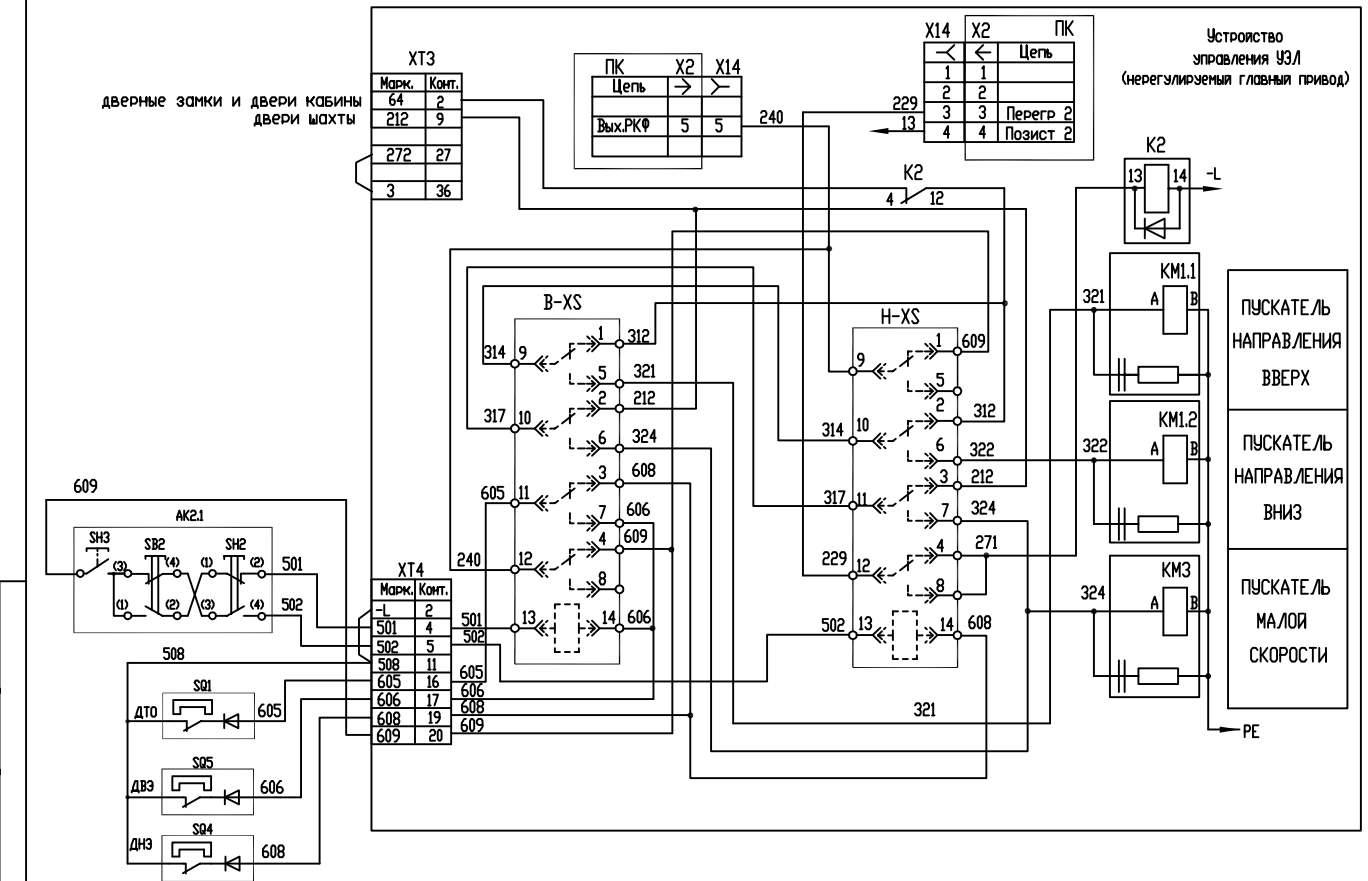 Устройство
управления УЭЛ
(нерегулируемый главный привод)
ХТ3
Марк. Конт.
64 2
212 9
272 27
3 36
дверные замки и двери кабины
двери шахты
ПК Х2 Х14
Цепь
Вых.РКФ 5 5
240
Х14 Х2 ПК
Цепь
1 1
2 2
3 3 Перегр 2
4 4 Позист 2
229
13
К2
4 12
К2
13 14 -L
КМ1.1
321 А В
ПУСКАТЕЛЬ
НАПРАВЛЕНИЯ
ВВЕРХ
КМ1.2
322 А В
ПУСКАТЕЛЬ
НАПРАВЛЕНИЯ
ВНИЗ
КМ3
324 А В
ПУСКАТЕЛЬ
МАЛОЙ
СКОРОСТИ
РЕ
В-XS
1 312
314 9
5 321
2 212
317 10
6 324
3 608
605 11
7 606
4 609
240 12
8
13 14 606
Н-XS
1 609
9
5
2 312
314 10
6 322
3 212
317 11
7 324
4 271
229 12
8
502 13 14 608
321
609
АК2.1
SH3 SB2 SH2
(3) (4) (1) (2) 501
(1) (2) (3) (4) 502
ХТ4
Марк. Конт.
-L 2
501 4 501
502 5 502
508 11
605 16 605
606 17 606
608 19 608
609 20 609
508
SQ1
ДТО 605
SQ5
ДВЭ 606
SQ4
ДНЭ 608